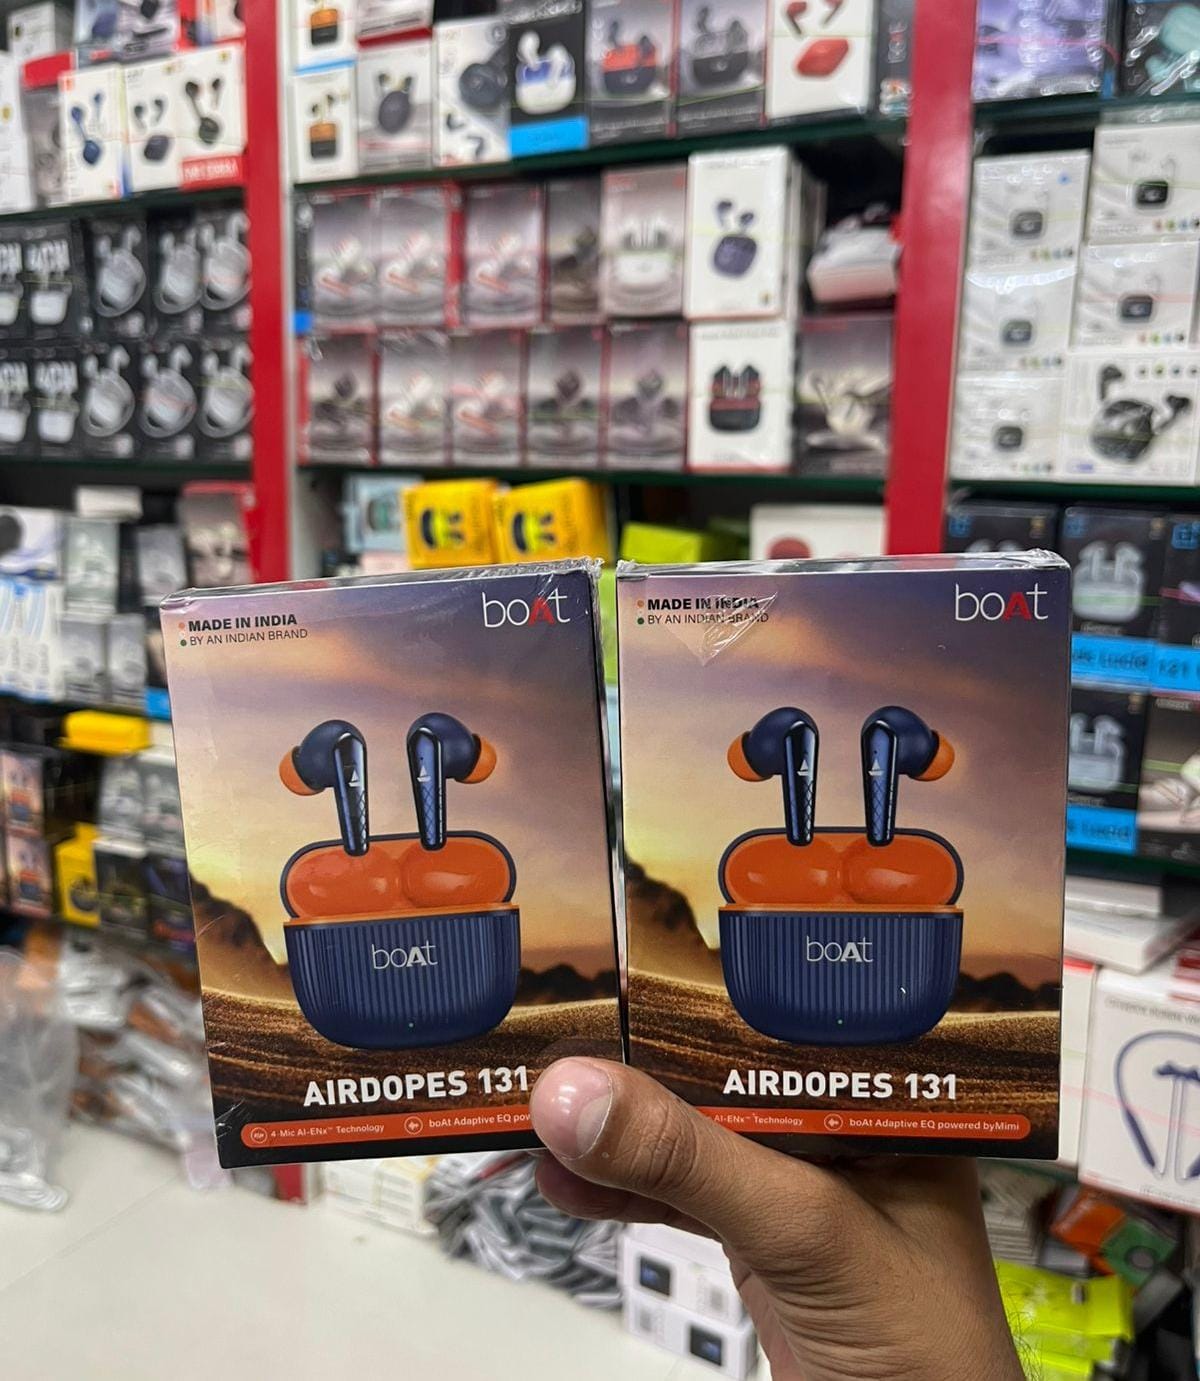 MADE IN INDIA
BY AN INDIAN BRAND
boAt
boAt
AIRDOPES 131
4-Mic AI-ENx™ Technology
boAt Adaptive EQ pow
MADE IN INDIA
BY AN INDIAN BRAND
boAt
boAt
AIRDOPES 131
AI-ENx™ Technology
boAt Adaptive EQ powered by Mimi